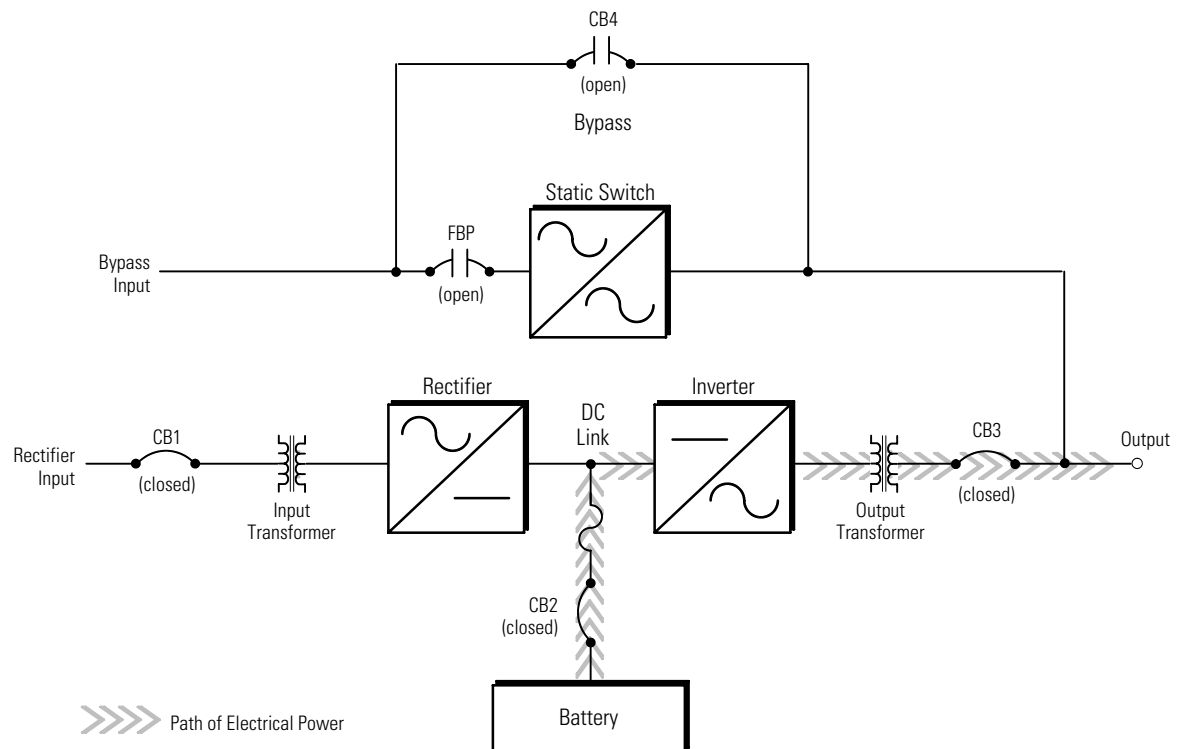 CB4
(open)
Bypass
Static Switch
FBP
(open)
Bypass
Input
Rectifier
Inverter
DC
Link
CB1
(closed)
Rectifier
Input
Input
Transformer
CB3
(closed)
Output
Output
Transformer
CB2
(closed)
Battery
Path of Electrical Power